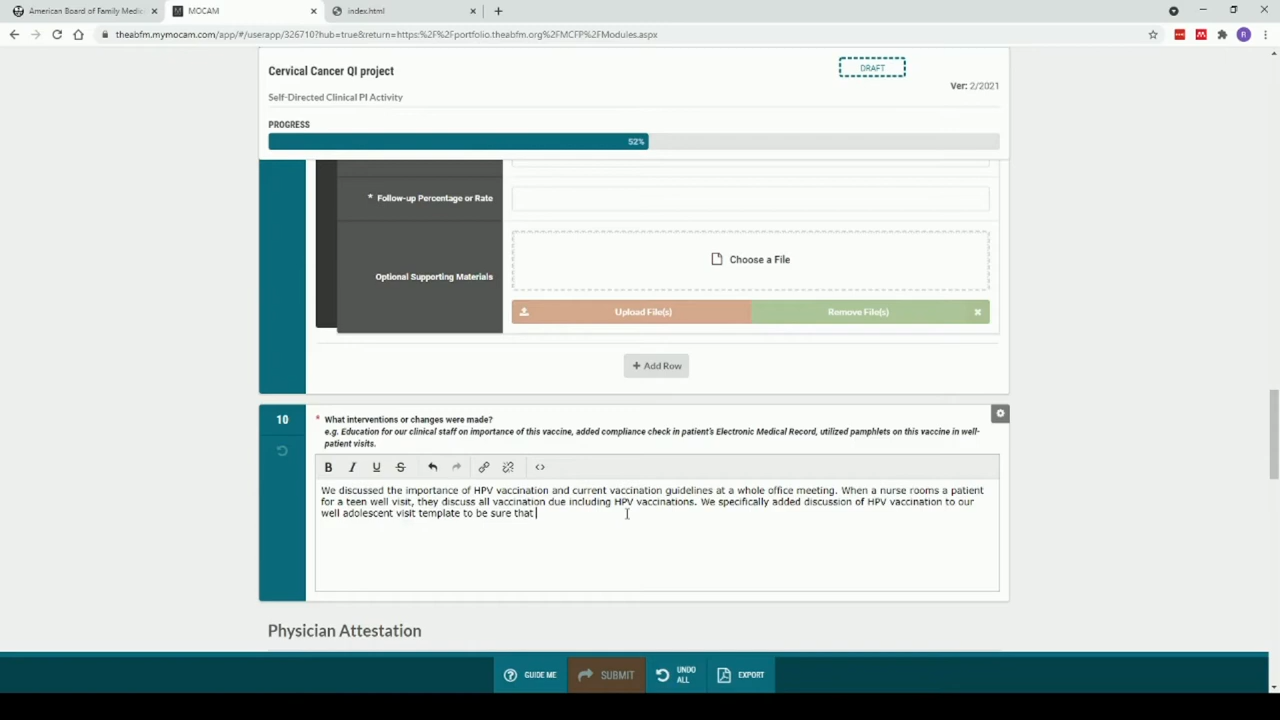 American Board of Family Medic
MOCAM
index.html
theabfm.mymocam.com/app/#/userapp/326710?hub=true&return=https:%2F%2Fportfolio.theabfm.org%2FMCFP%2FModules.aspx
R
Cervical Cancer QI project
DRAFT
Self-Directed Clinical PI Activity
Ver: 2/2021
PROGRESS
52%
* Follow-up Percentage or Rate
Optional Supporting Materials
Choose a File
Upload File(s)
Remove File(s)
+ Add Row
10
* What interventions or changes were made?
e.g. Education for our clinical staff on importance of this vaccine, added compliance check in patient's Electronic Medical Record, utilized pamphlets on this vaccine in well-
patient visits.
B I U S
We discussed the importance of HPV vaccination and current vaccination guidelines at a whole office meeting. When a nurse rooms a patient
for a teen well visit, they discuss all vaccination due including HPV vaccinations. We specifically added discussion of HPV vaccination to our
well adolescent visit template to be sure that
Physician Attestation
GUIDE ME
SUBMIT
UNDO
ALL
EXPORT